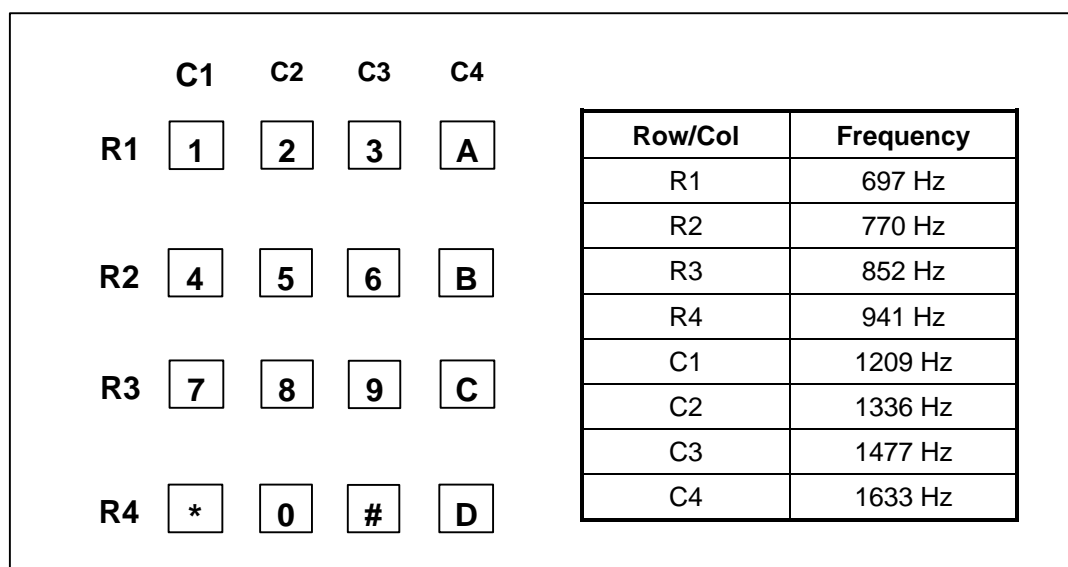 C1 C2 C3 C4
R1 1 2 3 A
R2 4 5 6 B
R3 7 8 9 C
R4 * 0 # D
Row/Col Frequency
R1 697 Hz
R2 770 Hz
R3 852 Hz
R4 941 Hz
C1 1209 Hz
C2 1336 Hz
C3 1477 Hz
C4 1633 Hz